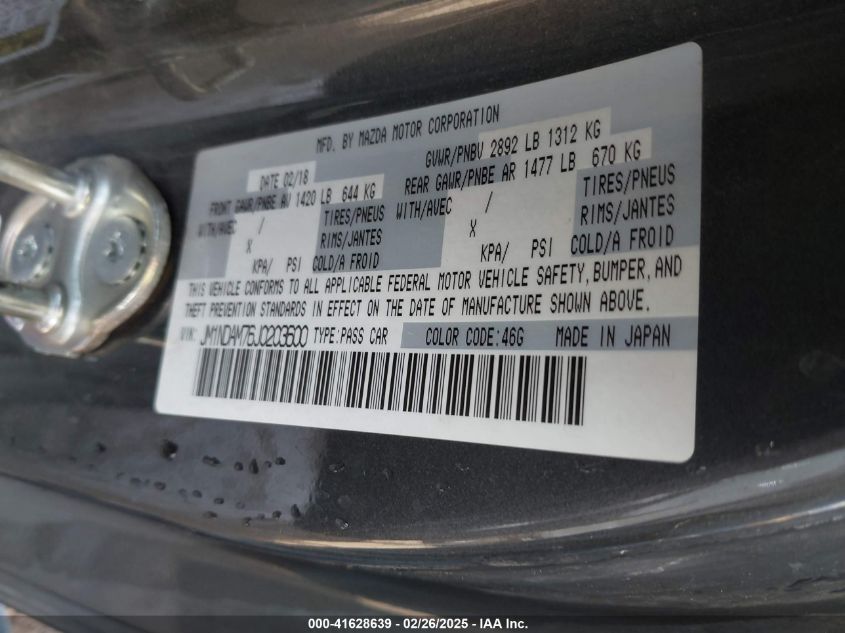 MFD. BY MAZDA MOTOR CORPORATION
DATE 02/18 GVWR/PNBV 2892 LB 1312 KG
FRONT GAWR/PNBE AV 1420 LB 644 KG REAR GAWR/PNBE AR 1477 LB 670 KG
WITH/AVEC / TIRES/PNEUS WITH/AVEC / TIRES/PNEUS
X RIMS/JANTES X RIMS/JANTES
KPA/ PSI COLD/A FROID KPA/ PSI COLD/A FROID
THIS VEHICLE CONFORMS TO ALL APPLICABLE FEDERAL MOTOR VEHICLE SAFETY, BUMPER, AND
THEFT PREVENTION STANDARDS IN EFFECT ON THE DATE OF MANUFACTURE SHOWN ABOVE.
VIN: JM1NDAM76J0203600 TYPE:PASS CAR COLOR CODE:46G MADE IN JAPAN
000-41628639 / 02/26/2025 - IAA Inc.